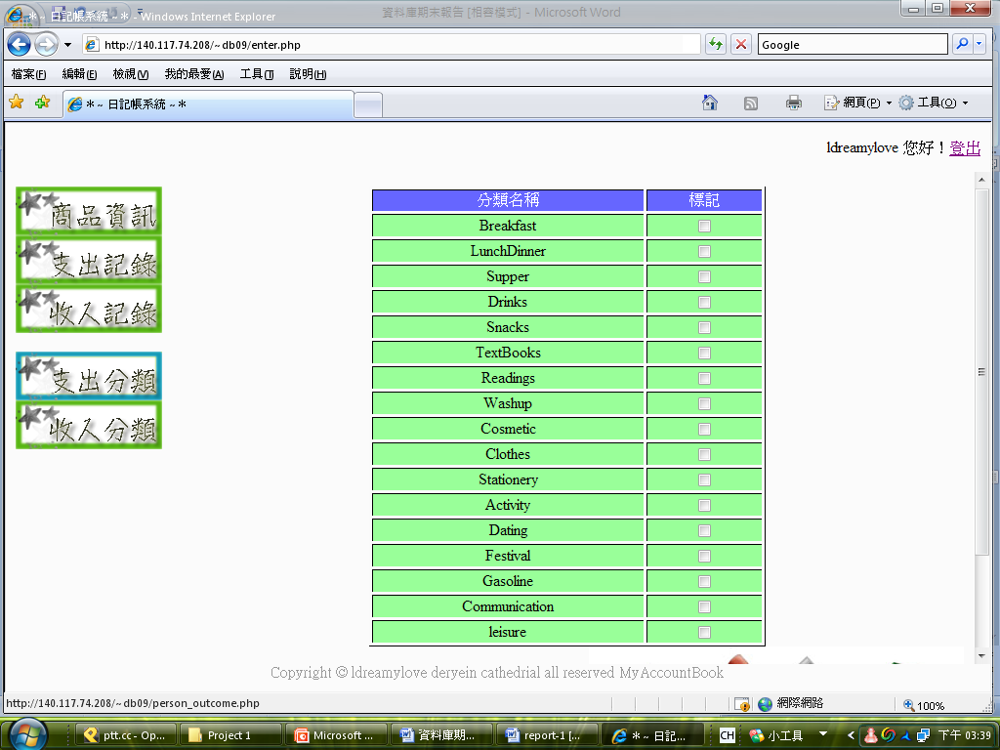 ＊~ 日記帳系統 ~＊ - Windows Internet Explorer
資料庫期末報告 [相容模式] - Microsoft Word
http://140.117.74.208/~db09/enter.php
Google
檔案(F) 編輯(E) 檢視(V) 我的最愛(A) 工具(T) 說明(H)
＊~ 日記帳系統 ~＊
網頁(P) 工具(O)
ldreamylove 您好！登出
商品資訊
支出記錄
收入記錄
支出分類
收入分類
分類名稱 標記
Breakfast
LunchDinner
Supper
Drinks
Snacks
TextBooks
Readings
Washup
Cosmetic
Clothes
Stationery
Activity
Dating
Festival
Gasoline
Communication
leisure
Copyright © ldreamylove deryein cathedrial all reserved MyAccountBook
http://140.117.74.208/~db09/person_outcome.php
網際網路
100%
ptt.cc - Op...
Project 1
Microsoft ...
資料庫期...
report-1 [...
＊~ 日記...
CH
小工具
下午 03:39